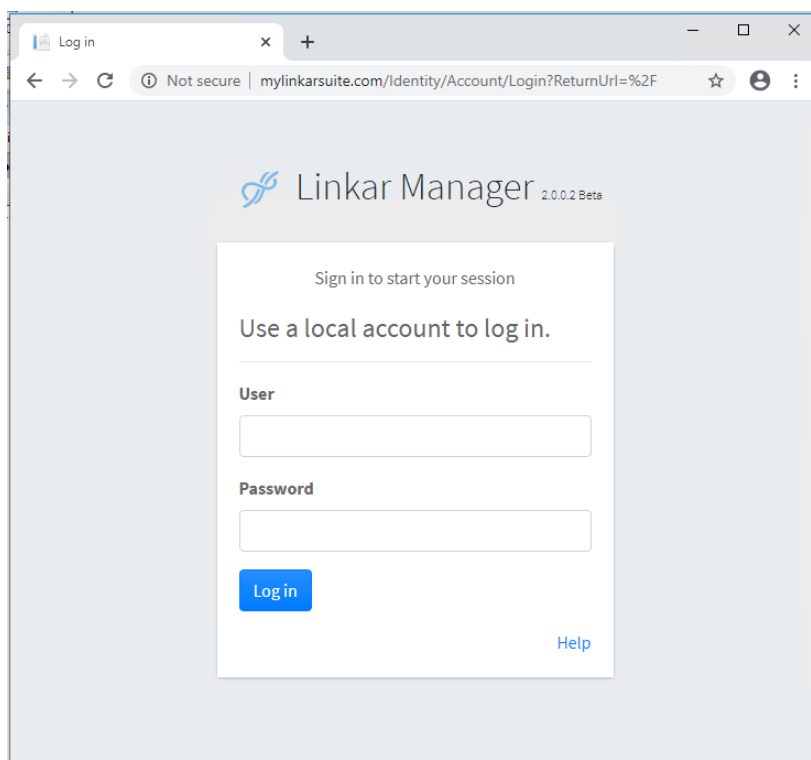 Log in
Not secure | mylinkarsuite.com/Identity/Account/Login?ReturnUrl=%2F
Linkar Manager 2.0.0.2 Beta
Sign in to start your session
Use a local account to log in.
User
Password
Log in
Help